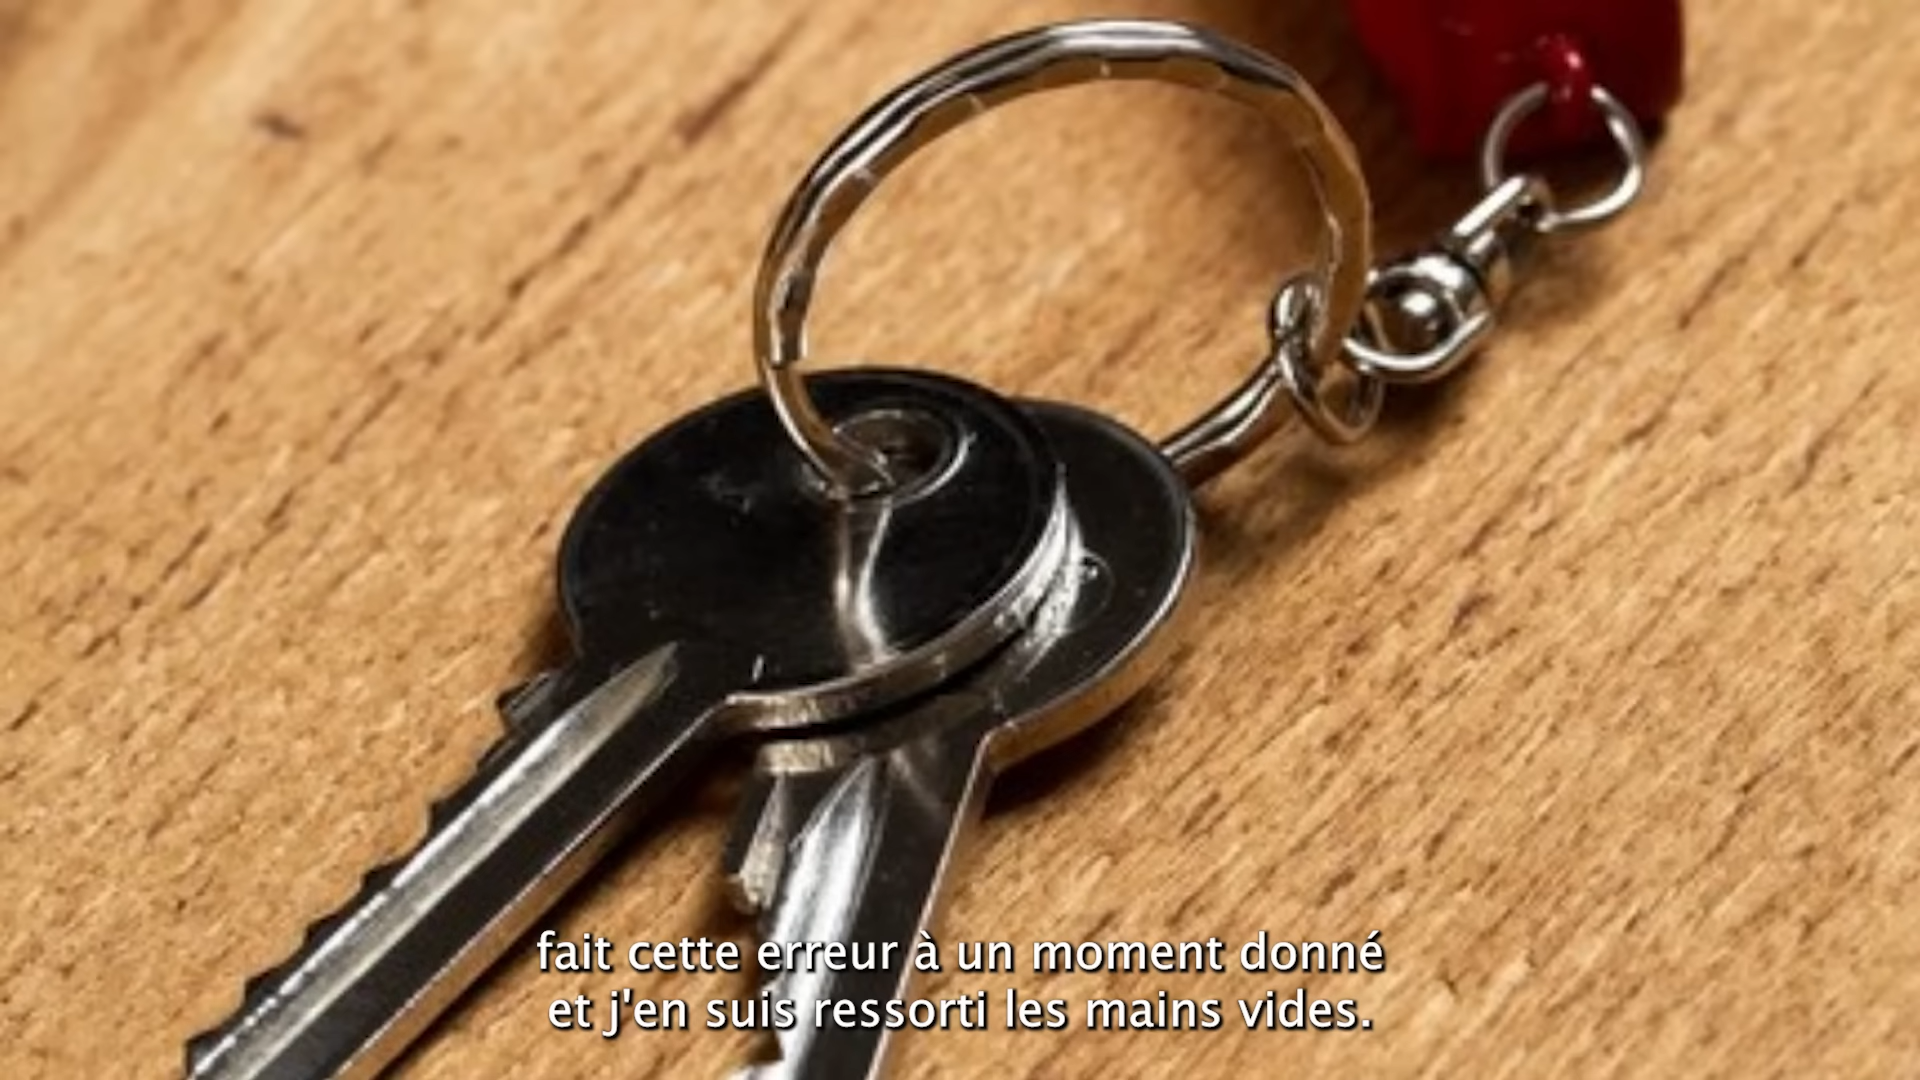 fait cette erreur à un moment donné
et j'en suis ressorti les mains vides.